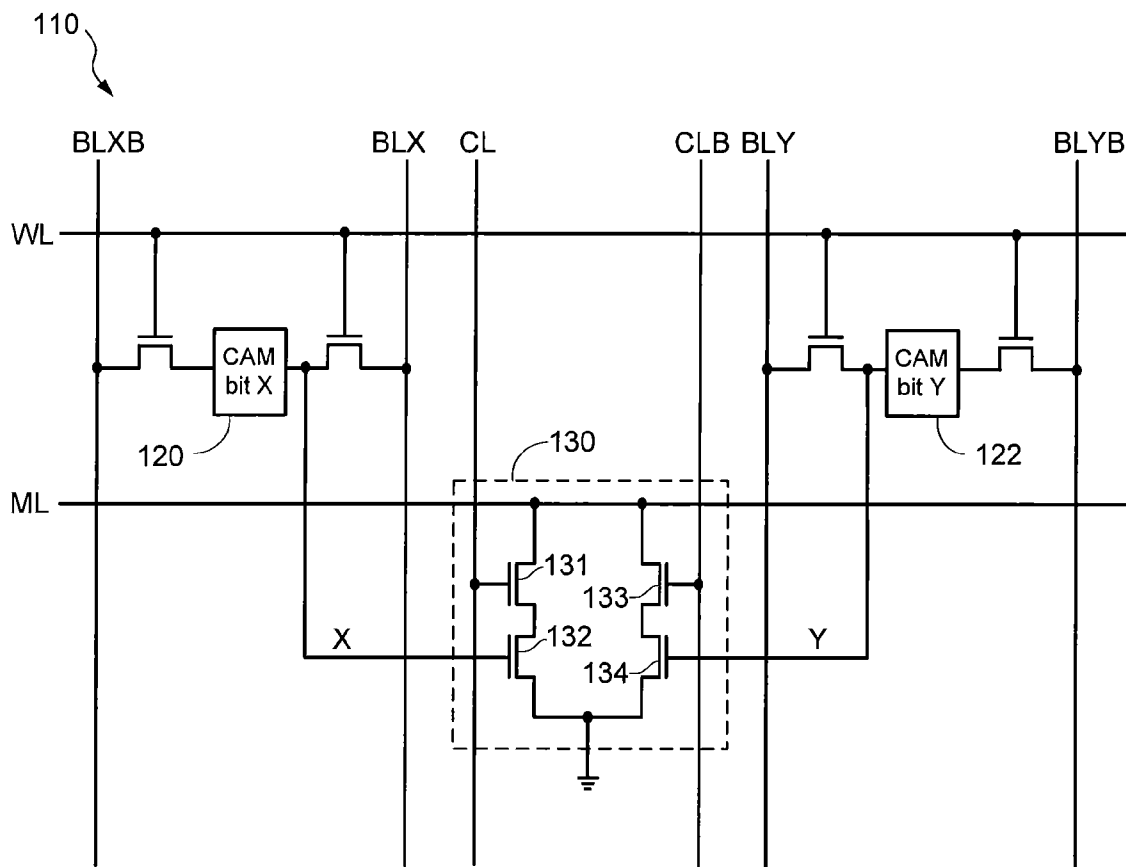 110
BLXB BLX CL CLB BLY BLYB
WL
CAM
bit X
CAM
bit Y
120
130
122
ML
131
133
132
134
X
Y